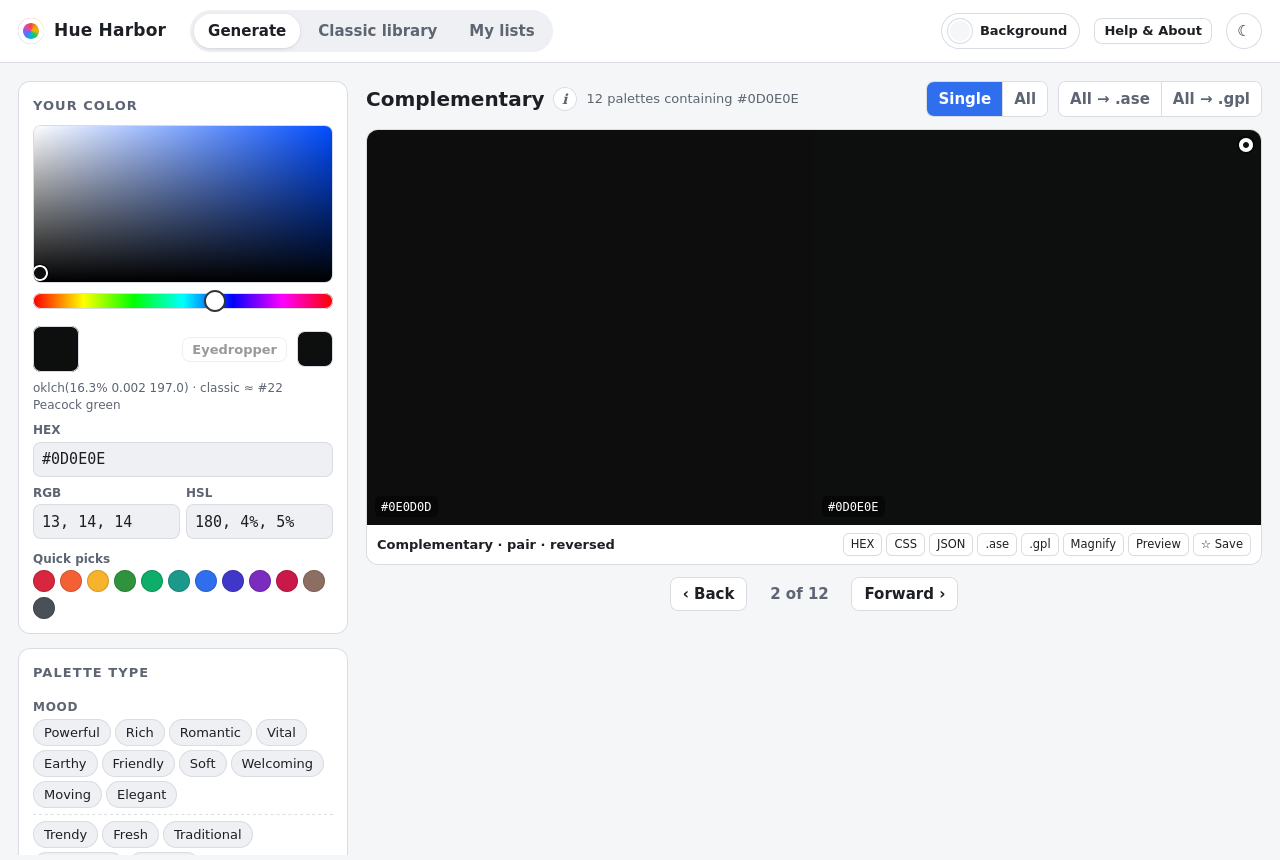 Hue Harbor
Generate
Classic library
My lists
Background
Help & About
☾
YOUR COLOR
Eyedropper
oklch(16.3% 0.002 197.0) · classic ≈ #22
Peacock green
HEX
#0D0E0E
RGB
HSL
13, 14, 14
180, 4%, 5%
Quick picks
PALETTE TYPE
MOOD
Powerful
Rich
Romantic
Vital
Earthy
Friendly
Soft
Welcoming
Moving
Elegant
Trendy
Fresh
Traditional
Complementary
i
12 palettes containing #0D0E0E
Single
All
All → .ase
All → .gpl
#0E0D0D
#0D0E0E
Complementary · pair · reversed
HEX
CSS
JSON
.ase
.gpl
Magnify
Preview
☆ Save
‹ Back
2 of 12
Forward ›